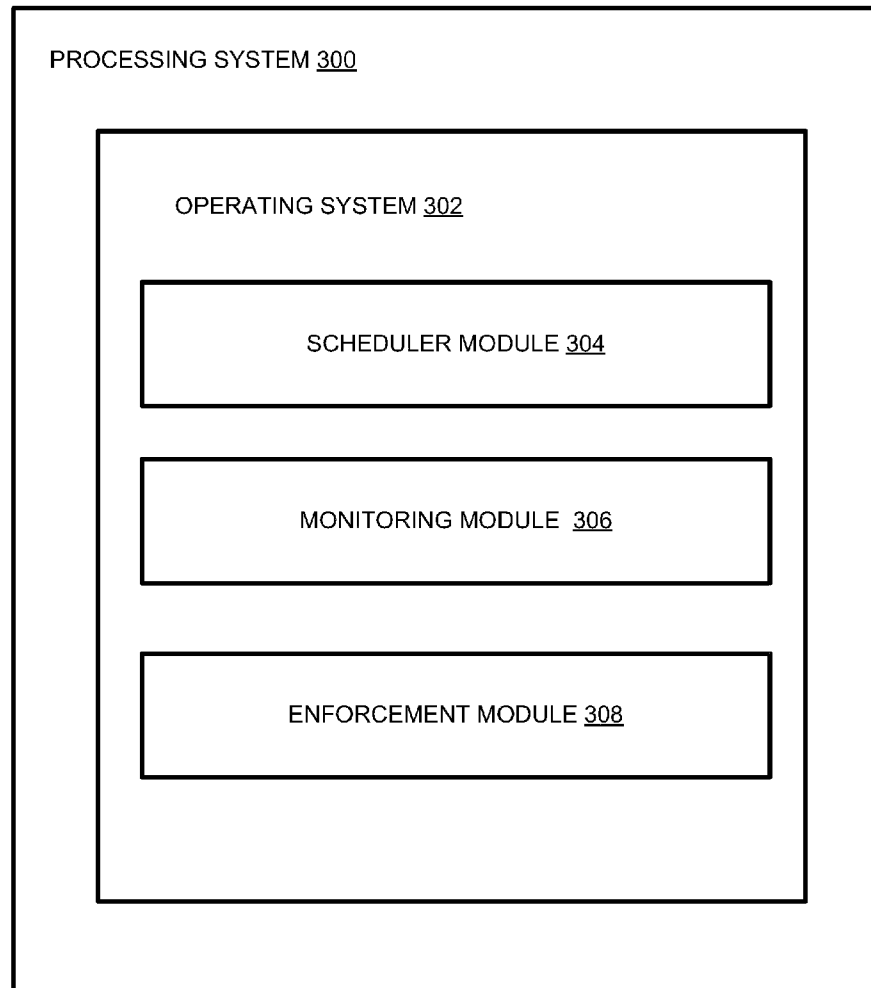 PROCESSING SYSTEM 300
OPERATING SYSTEM 302
SCHEDULER MODULE 304
MONITORING MODULE 306
ENFORCEMENT MODULE 308